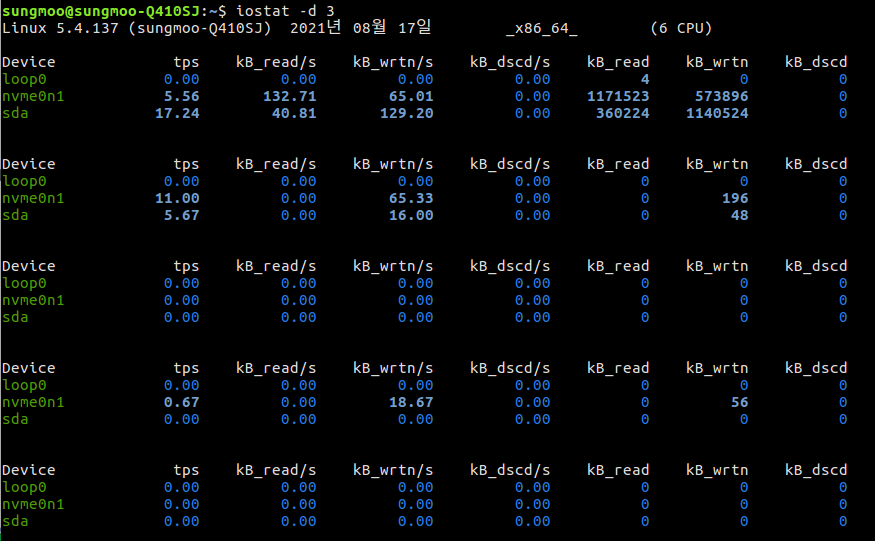 sungmoo@sungmoo-Q410SJ:~$ iostat -d 3
Linux 5.4.137 (sungmoo-Q410SJ) 2021년 08월 17일 _x86_64_ (6 CPU)
Device tps kB_read/s kB_wrtn/s kB_dscd/s kB_read kB_wrtn kB_dscd
loop0 0.00 0.00 0.00 0.00 4 0 0
nvme0n1 5.56 132.71 65.01 0.00 1171523 573896 0
sda 17.24 40.81 129.20 0.00 360224 1140524 0
Device tps kB_read/s kB_wrtn/s kB_dscd/s kB_read kB_wrtn kB_dscd
loop0 0.00 0.00 0.00 0.00 0 0 0
nvme0n1 11.00 0.00 65.33 0.00 0 196 0
sda 5.67 0.00 16.00 0.00 0 48 0
Device tps kB_read/s kB_wrtn/s kB_dscd/s kB_read kB_wrtn kB_dscd
loop0 0.00 0.00 0.00 0.00 0 0 0
nvme0n1 0.00 0.00 0.00 0.00 0 0 0
sda 0.00 0.00 0.00 0.00 0 0 0
Device tps kB_read/s kB_wrtn/s kB_dscd/s kB_read kB_wrtn kB_dscd
loop0 0.00 0.00 0.00 0.00 0 0 0
nvme0n1 0.67 0.00 18.67 0.00 0 56 0
sda 0.00 0.00 0.00 0.00 0 0 0
Device tps kB_read/s kB_wrtn/s kB_dscd/s kB_read kB_wrtn kB_dscd
loop0 0.00 0.00 0.00 0.00 0 0 0
nvme0n1 0.00 0.00 0.00 0.00 0 0 0
sda 0.00 0.00 0.00 0.00 0 0 0